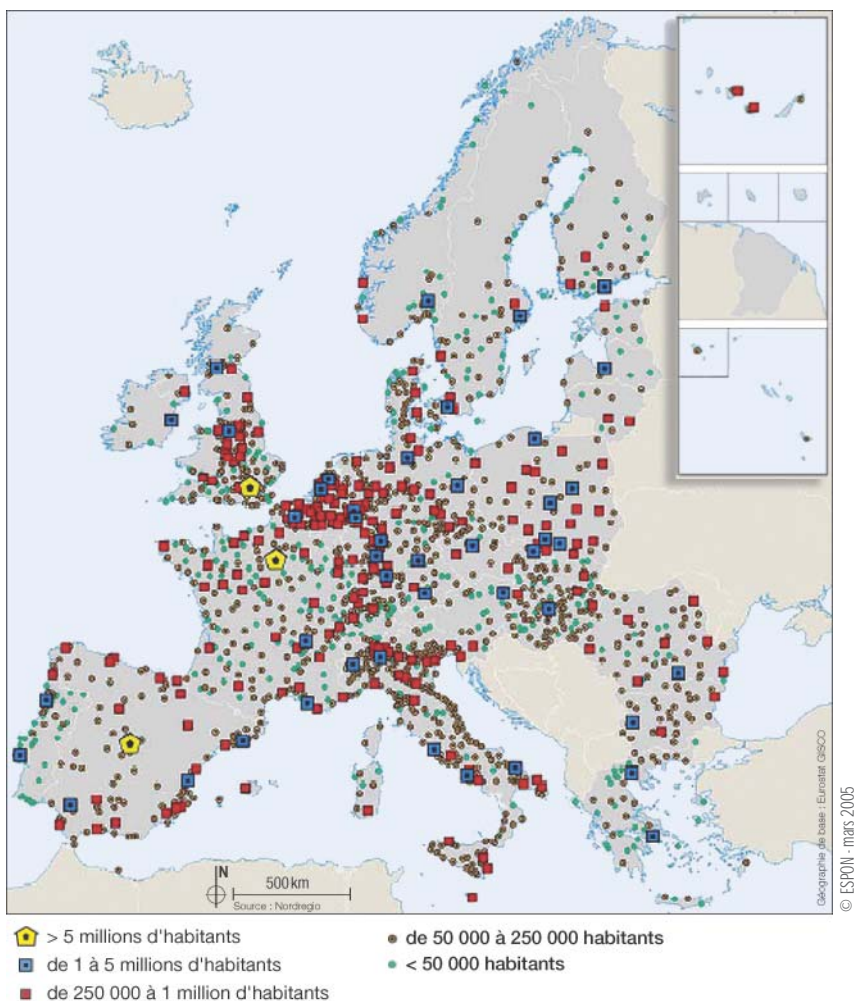 N
500 km
Source : Nordregio
Géographie de base : Eurostat GISCO
© ESPON - mars 2005
> 5 millions d'habitants
de 1 à 5 millions d'habitants
de 250 000 à 1 million d'habitants
de 50 000 à 250 000 habitants
< 50 000 habitants